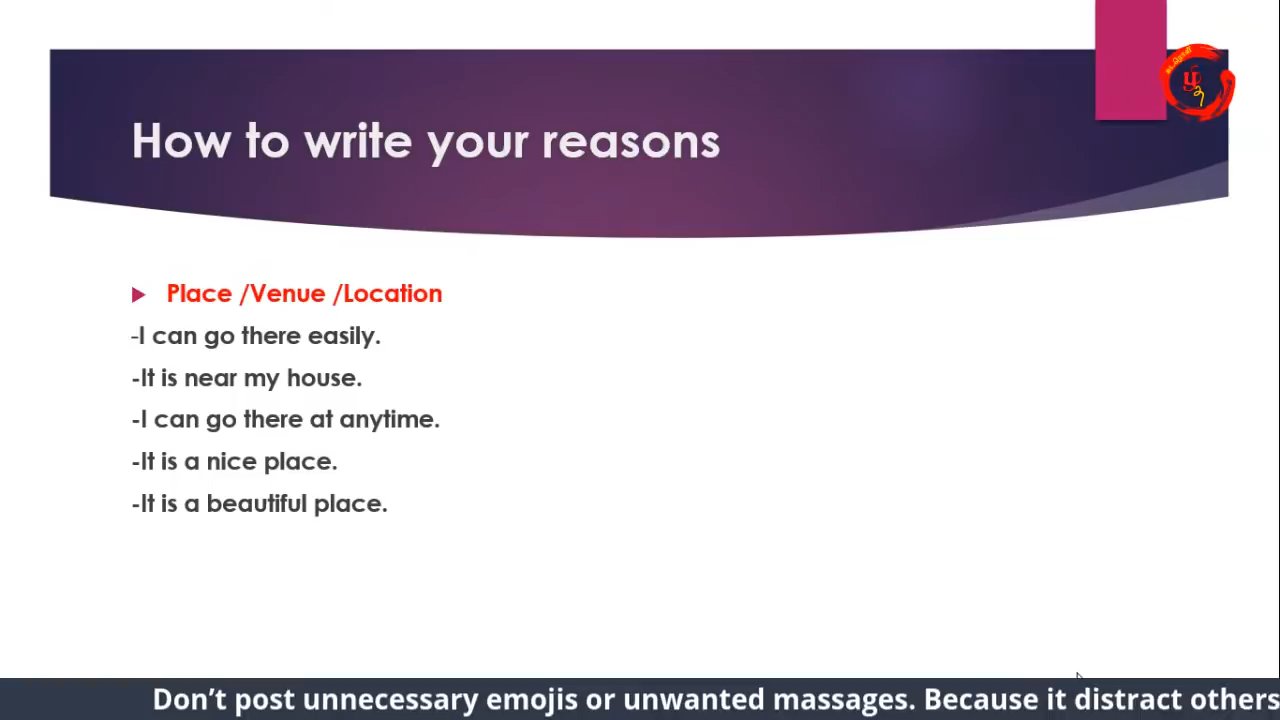 How to write your reasons
Place /Venue /Location
-I can go there easily.
-It is near my house.
-I can go there at anytime.
-It is a nice place.
-It is a beautiful place.
Don't post unnecessary emojis or unwanted massages. Because it distract others